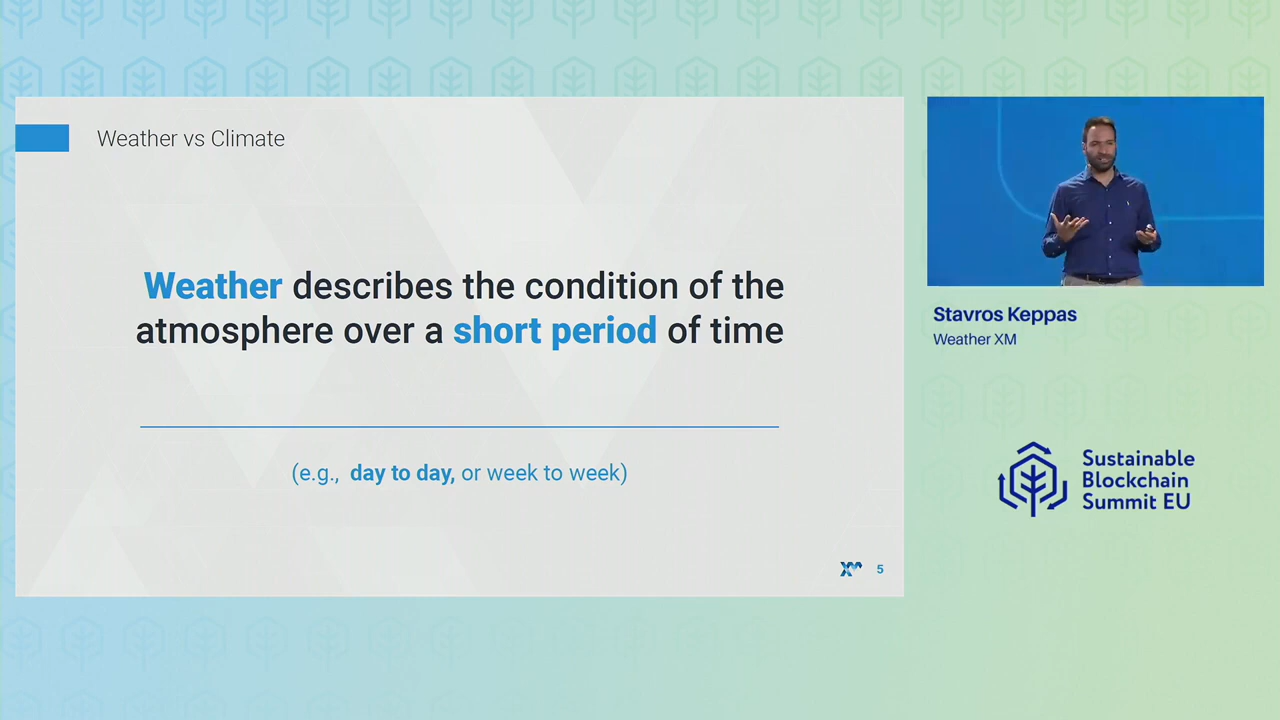 Weather vs Climate
Weather describes the condition of the
atmosphere over a short period of time
(e.g., day to day, or week to week)
XM 5
Stavros Keppas
Weather XM
Sustainable
Blockchain
Summit EU